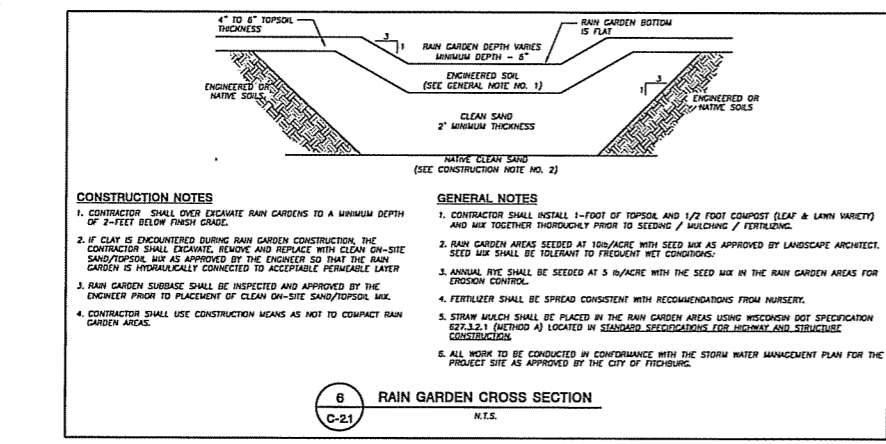 4" TO 6" TOPSOIL
THICKNESS
RAIN GARDEN BOTTOM
IS FLAT
3
1
RAIN GARDEN DEPTH VARIES
MINIMUM DEPTH - 6"
ENGINEERED SOIL
(SEE GENERAL NOTE NO. 1)
3
1
ENGINEERED OR
NATIVE SOILS
ENGINEERED OR
NATIVE SOILS
CLEAN SAND
2' MINIMUM THICKNESS
NATIVE CLEAN SAND
(SEE CONSTRUCTION NOTE NO. 2)
CONSTRUCTION NOTES
1. CONTRACTOR SHALL OVER EXCAVATE RAIN GARDENS TO A MINIMUM DEPTH
OF 2-FEET BELOW FINISH GRADE.
2. IF CLAY IS ENCOUNTERED DURING RAIN GARDEN CONSTRUCTION, THE
CONTRACTOR SHALL EXCAVATE, REMOVE AND REPLACE WITH CLEAN ON-SITE
SAND/TOPSOIL MIX AS APPROVED BY THE ENGINEER SO THAT THE RAIN
GARDEN IS HYDRAULICALLY CONNECTED TO ACCEPTABLE PERMEABLE LAYER
3. RAIN GARDEN SUBBASE SHALL BE INSPECTED AND APPROVED BY THE
ENGINEER PRIOR TO PLACEMENT OF CLEAN ON-SITE SAND/TOPSOIL MIX.
4. CONTRACTOR SHALL USE CONSTRUCTION MEANS AS NOT TO COMPACT RAIN
GARDEN AREAS.
GENERAL NOTES
1. CONTRACTOR SHALL INSTALL 1-FOOT OF TOPSOIL AND 1/2 FOOT COMPOST (LEAF & LAWN VARIETY)
AND MIX TOGETHER THOROUGHLY PRIOR TO SEEDING / MULCHING / FERTILIZING.
2. RAIN GARDEN AREAS SEEDED AT 10lb/ACRE WITH SEED MIX AS APPROVED BY LANDSCAPE ARCHITECT.
SEED MIX SHALL BE TOLERANT TO FREQUENT WET CONDITIONS:
3. ANNUAL RYE SHALL BE SEEDED AT 5 lb/ACRE WITH THE SEED MIX IN THE RAIN GARDEN AREAS FOR
EROSION CONTROL.
4. FERTILIZER SHALL BE SPREAD CONSISTENT WITH RECOMMENDATIONS FROM NURSERY.
5. STRAW MULCH SHALL BE PLACED IN THE RAIN GARDEN AREAS USING WISCONSIN DOT SPECIFICATION
627.3.2.1 (METHOD A) LOCATED IN STANDARD SPECIFICATIONS FOR HIGHWAY AND STRUCTURE
CONSTRUCTION.
6. ALL WORK TO BE CONDUCTED IN CONFORMANCE WITH THE STORM WATER MANAGEMENT PLAN FOR THE
PROJECT SITE AS APPROVED BY THE CITY OF FITCHBURG.
6
C-2.1
RAIN GARDEN CROSS SECTION
N.T.S.